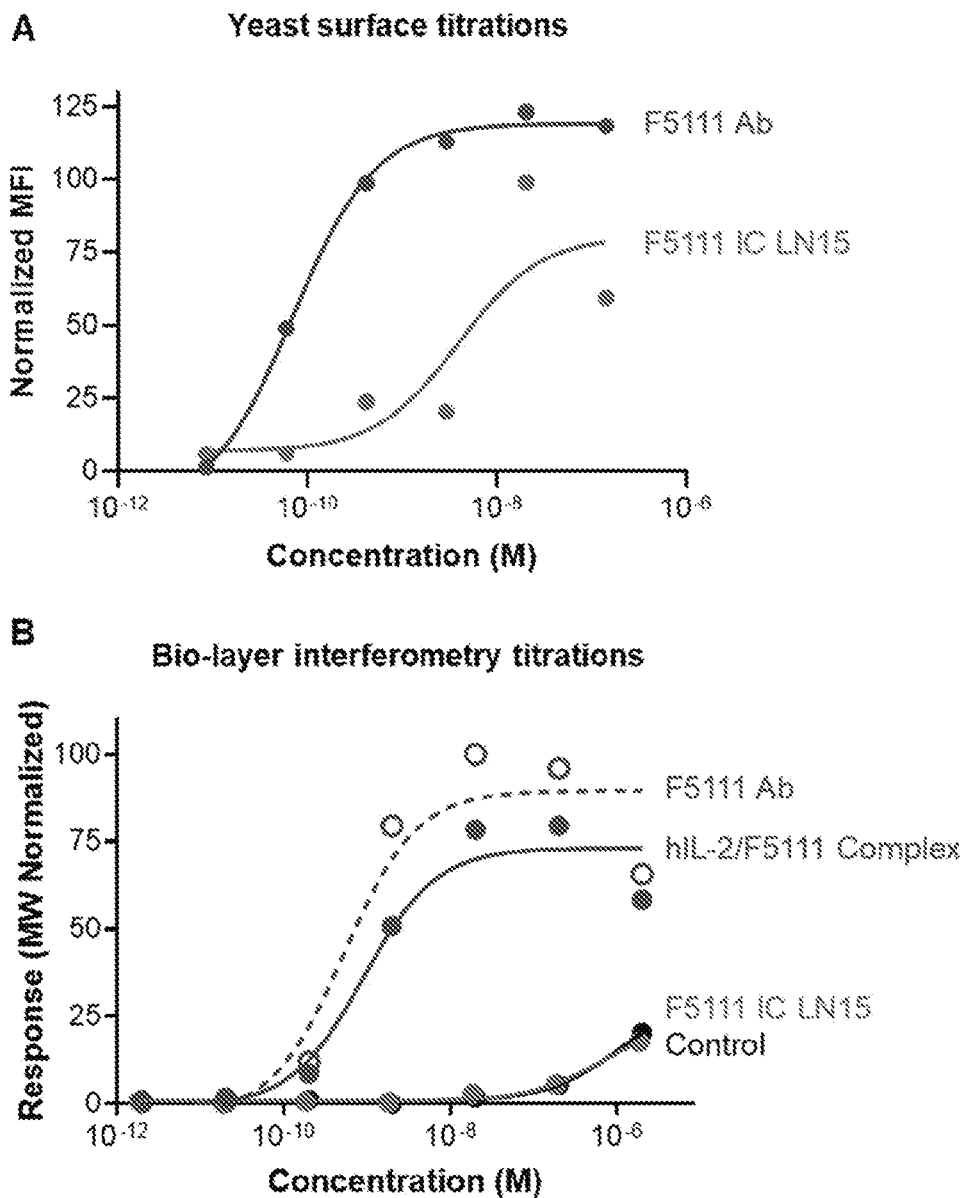 A
Yeast surface titrations
Normalized MFI
125
100
75
50
25
0
10-12
10-10
10-8
10-6
Concentration (M)
F5111 Ab
F5111 IC LN15
B
Bio-layer interferometry titrations
Response (MW Normalized)
100
75
50
25
0
10-12
10-10
10-8
10-6
Concentration (M)
F5111 Ab
hIL-2/F5111 Complex
F5111 IC LN15
Control